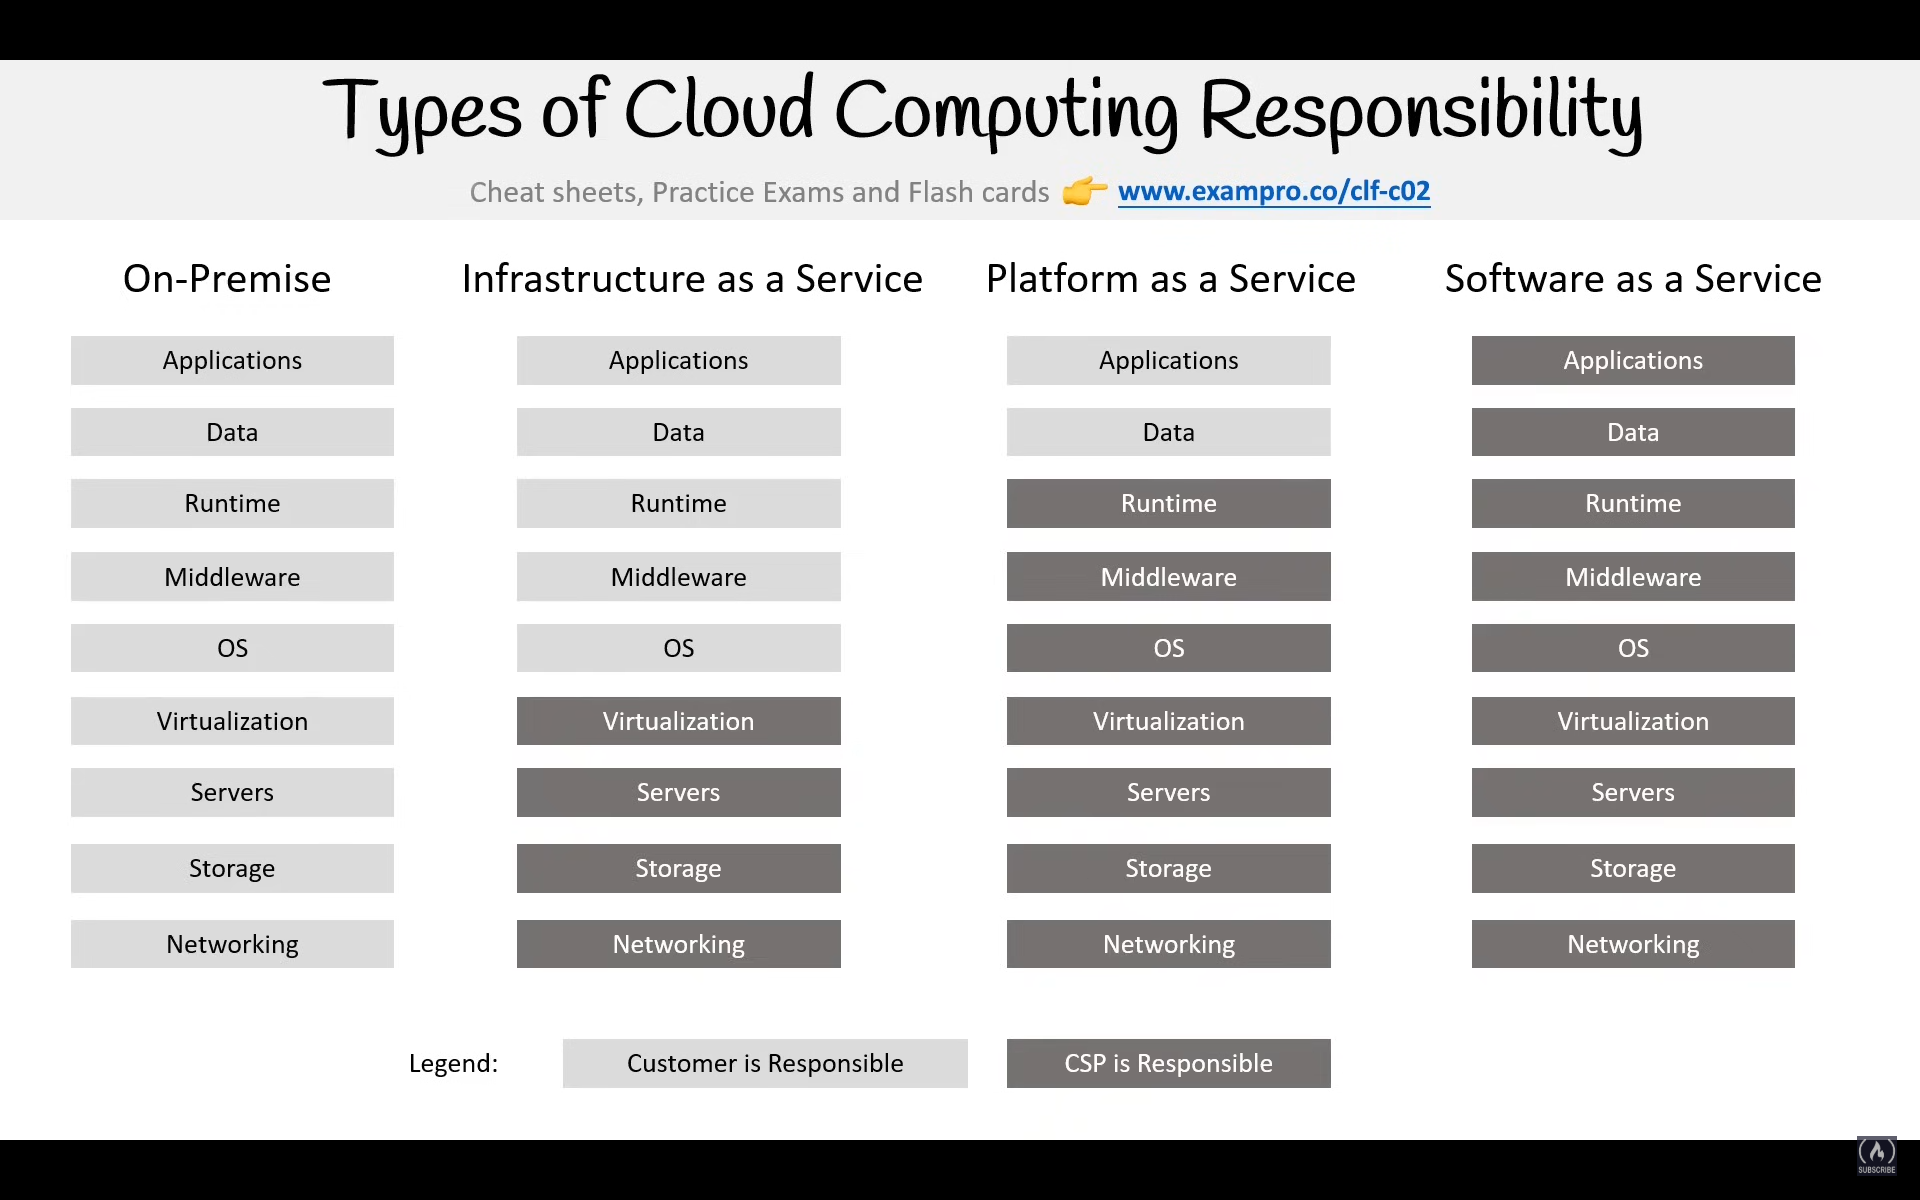 Types of Cloud Computing Responsibility
Cheat sheets, Practice Exams and Flash cards 👉 www.exampro.co/clf-c02
On-Premise
Applications
Data
Runtime
Middleware
OS
Virtualization
Servers
Storage
Networking
Infrastructure as a Service
Applications
Data
Runtime
Middleware
OS
Virtualization
Servers
Storage
Networking
Platform as a Service
Applications
Data
Runtime
Middleware
OS
Virtualization
Servers
Storage
Networking
Software as a Service
Applications
Data
Runtime
Middleware
OS
Virtualization
Servers
Storage
Networking
Legend:
Customer is Responsible
CSP is Responsible
SUBSCRIBE